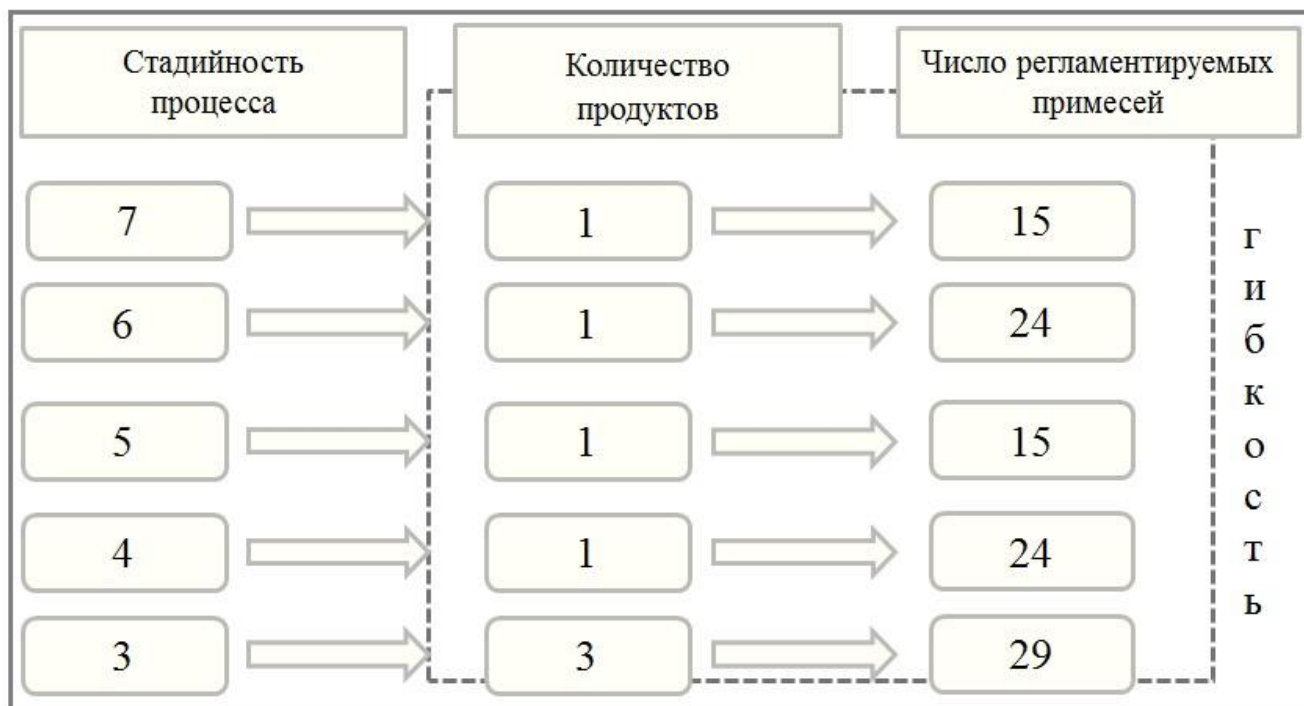 Стадийность
процесса
Количество
продуктов
Число регламентируемых
примесей
7
1
15
6
1
24
5
1
15
4
1
24
3
3
29
гибкость